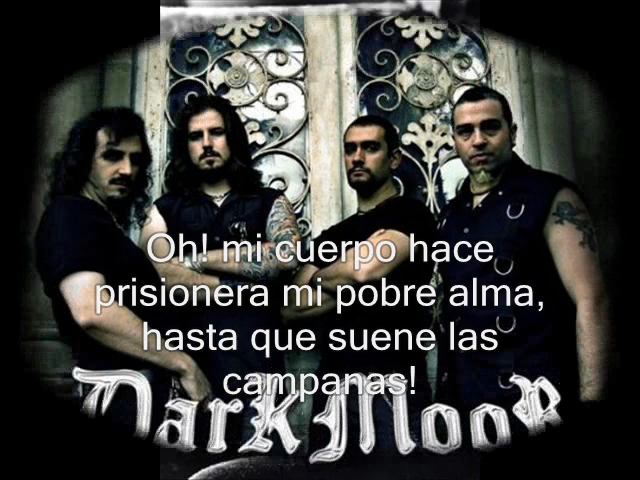 Oh! mi cuerpo hace
prisionera mi pobre alma,
hasta que suene las
campanas!
DarkMooR